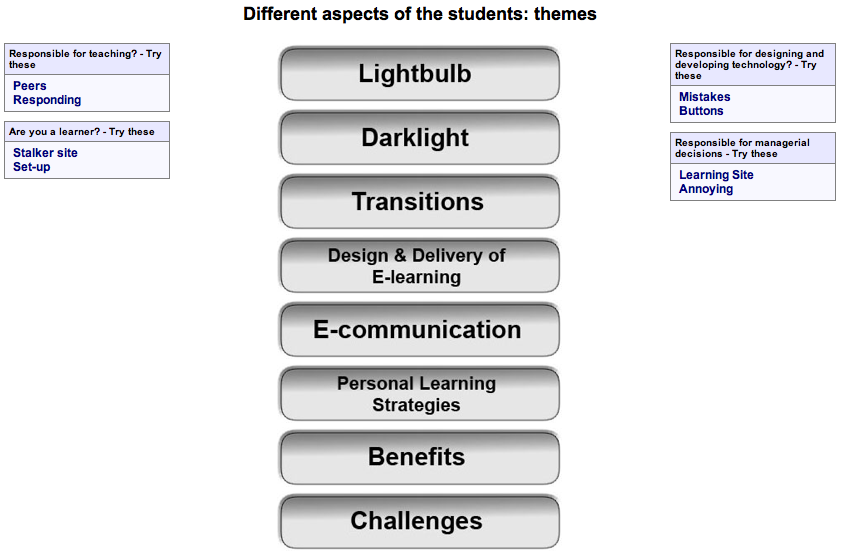 Different aspects of the students: themes
Responsible for teaching? - Try
these
Peers
Responding
Are you a learner? - Try these
Stalker site
Set-up
Lightbulb
Darklight
Transitions
Design & Delivery of
E-learning
E-communication
Personal Learning
Strategies
Benefits
Challenges
Responsible for designing and
developing technology? - Try
these
Mistakes
Buttons
Responsible for managerial
decisions - Try these
Learning Site
Annoying